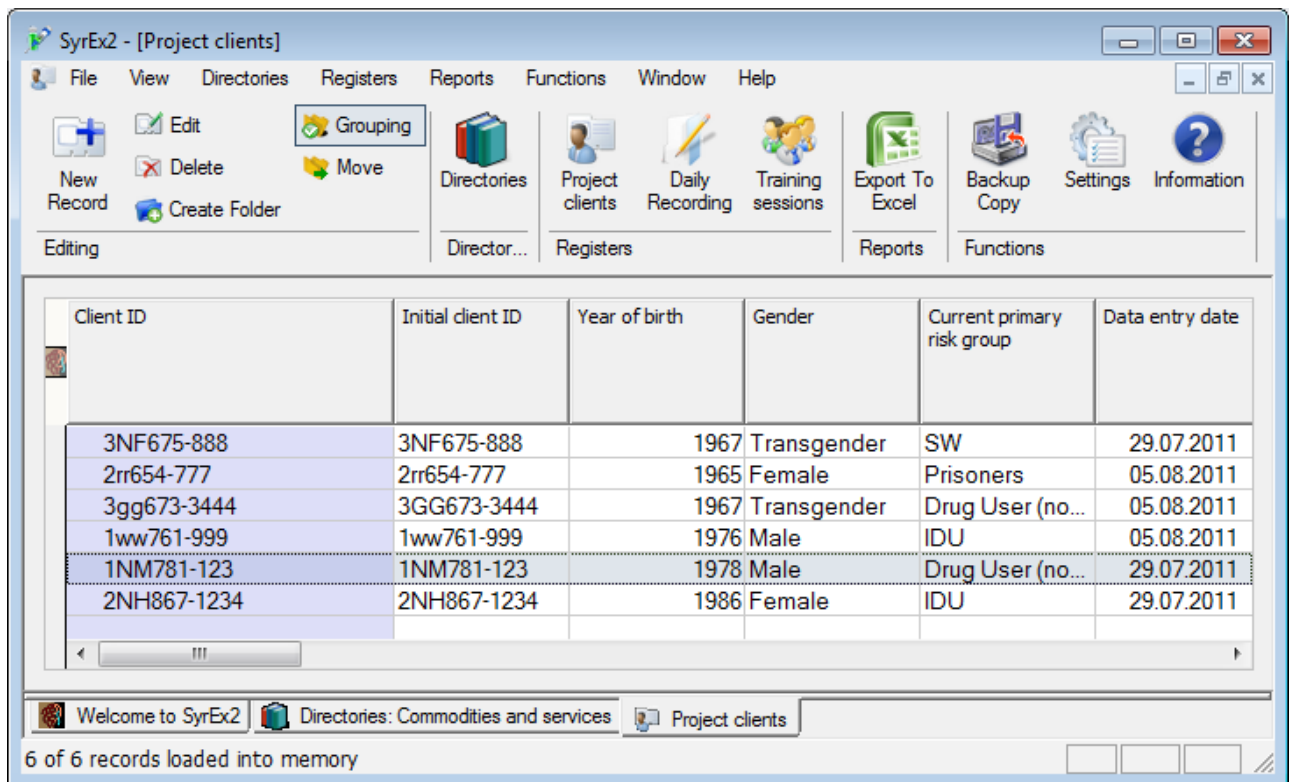 SyrEx2 - [Project clients]
File View Directories Registers Reports Functions Window Help
New Record
Edit
Delete
Create Folder
Grouping
Move
Directories
Project clients
Daily Recording
Training sessions
Export To Excel
Backup Copy
Settings
Information
Editing Director... Registers Reports Functions
Client ID Initial client ID Year of birth Gender Current primary risk group Data entry date
3NF675-888 3NF675-888 1967 Transgender SW 29.07.2011
2rr654-777 2rr654-777 1965 Female Prisoners 05.08.2011
3gg673-3444 3GG673-3444 1967 Transgender Drug User (no... 05.08.2011
1ww761-999 1ww761-999 1976 Male IDU 05.08.2011
1NM781-123 1NM781-123 1978 Male Drug User (no... 29.07.2011
2NH867-1234 2NH867-1234 1986 Female IDU 29.07.2011
Welcome to SyrEx2 Directories: Commodities and services Project clients
6 of 6 records loaded into memory